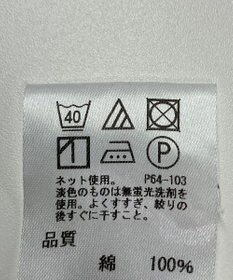 40
P
ネット使用。 P64-103
淡色のものは無蛍光洗剤を
使用。よくすすぎ、絞りの
後すぐに干すこと。
品質
綿 100%